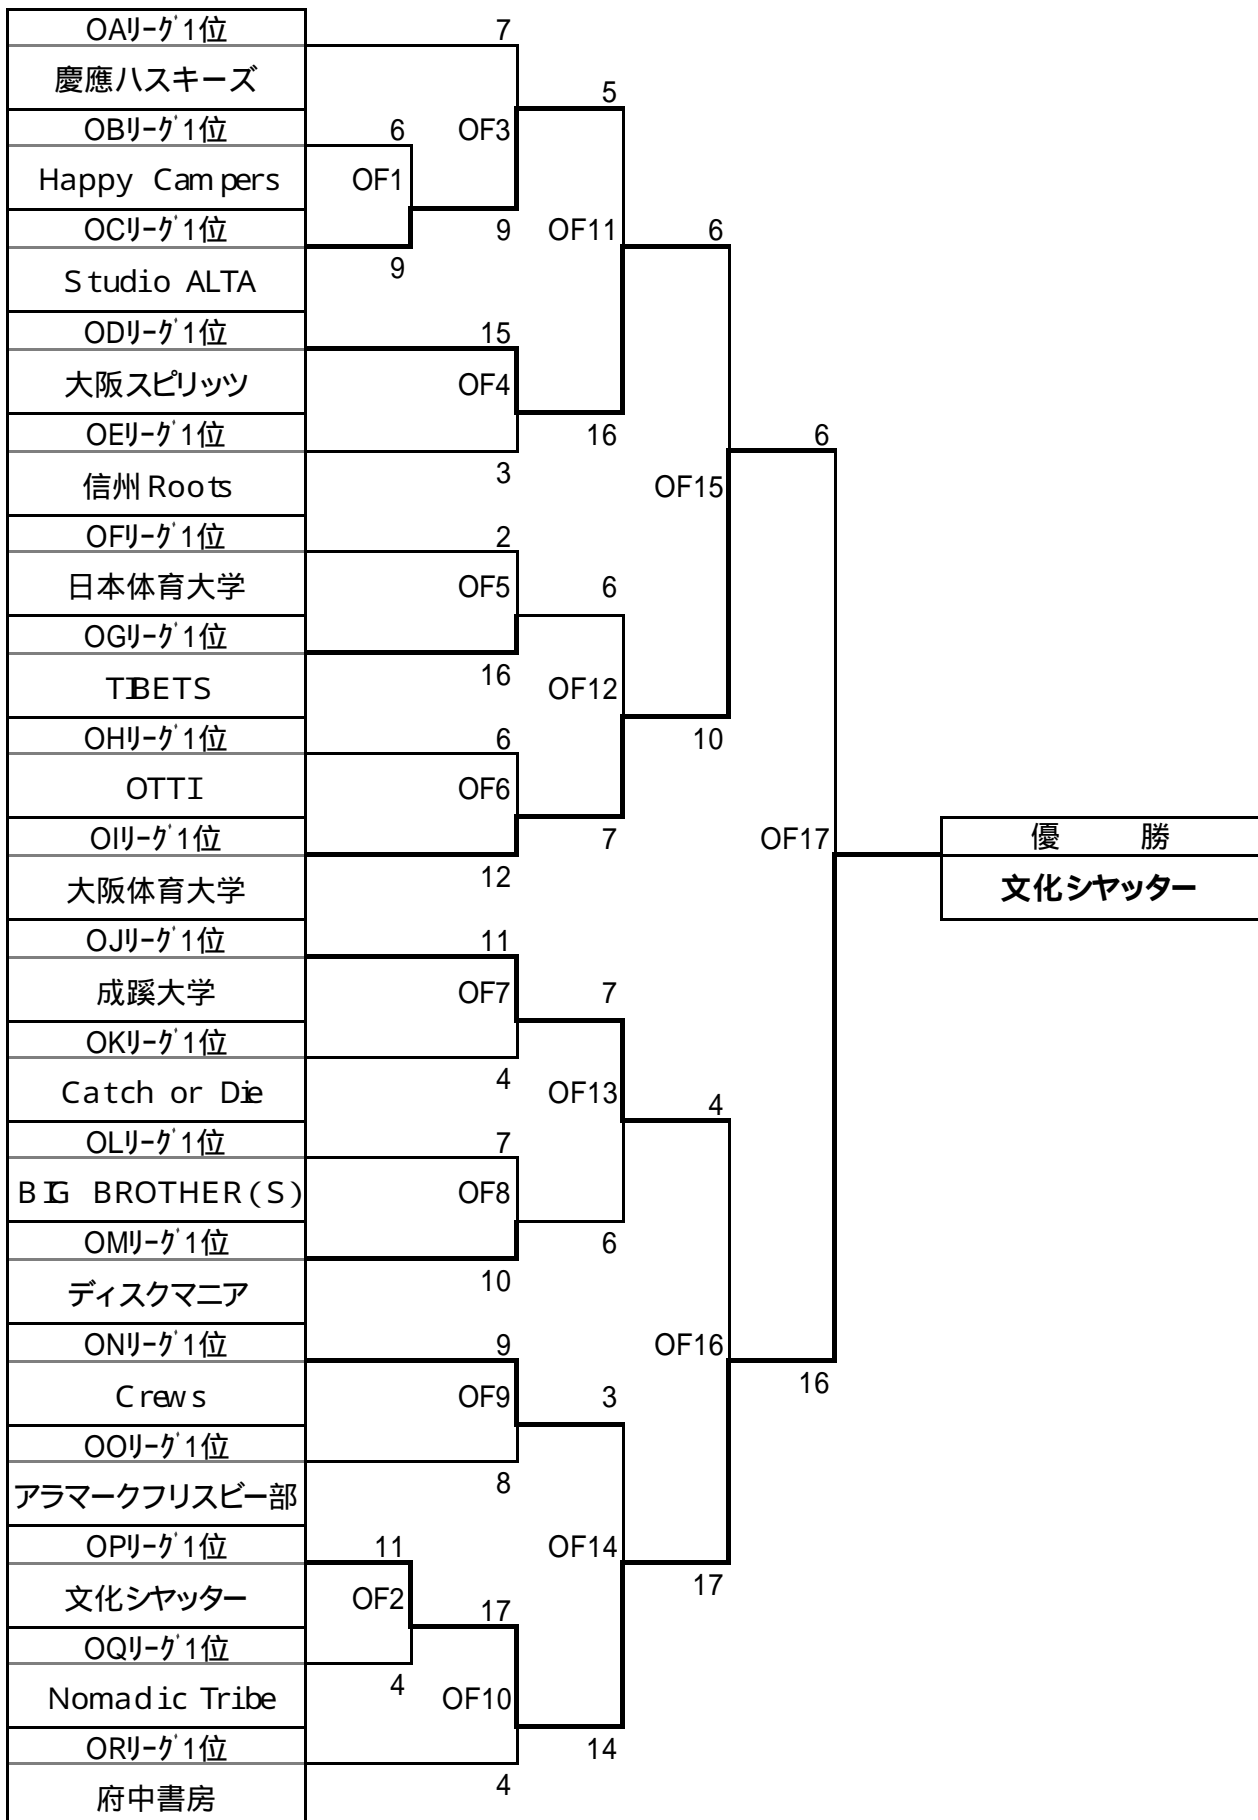 OAﾘｰｸﾞ1位 7
慶應ハスキーズ 5
OBﾘｰｸﾞ1位 6 OF3
Happy Campers OF1
OCﾘｰｸﾞ1位 9 OF11 6
Studio ALTA 9
ODﾘｰｸﾞ1位 15
大阪スピリッツ OF4
OEﾘｰｸﾞ1位 16 6
信州Roots 3 OF15
OFﾘｰｸﾞ1位 2
日本体育大学 OF5 6
OGﾘｰｸﾞ1位
TIBETS 16 OF12
OHﾘｰｸﾞ1位 6 10
OTTI OF6
OIﾘｰｸﾞ1位 7 OF17 優 勝
大阪体育大学 12 文化シヤッター
OJﾘｰｸﾞ1位 11
成蹊大学 OF7 7
OKﾘｰｸﾞ1位
Catch or Die 4 OF13 4
OLﾘｰｸﾞ1位 7
BIG BROTHER(S) OF8
OMﾘｰｸﾞ1位 6
ディスクマニア 10
ONﾘｰｸﾞ1位 9 OF16
Crews OF9 3 16
OOﾘｰｸﾞ1位
アラマークフリスビー部 8
OPﾘｰｸﾞ1位 11 OF14
文化シヤッター OF2 17 17
OQﾘｰｸﾞ1位
Nomadic Tribe 4 OF10
ORﾘｰｸﾞ1位 14
府中書房 4